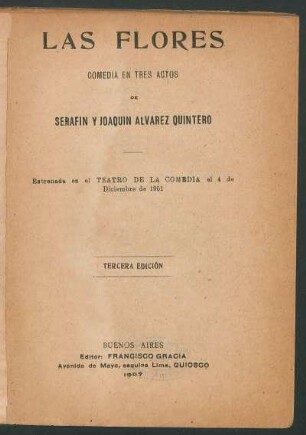 LAS FLORES
COMEDIA EN TRES ACTOS
DE
SERAFIN Y JOAQUIN ALVAREZ QUINTERO
Estrenada en el TEATRO DE LA COMEDIA el 4 de
Diciembre de 1901
TERCERA EDICIÓN
BUENOS AIRES
Editor: FRANCISCO GRACIA
Avenida de Mayo, esquina Lima, QUIOSCO
1907